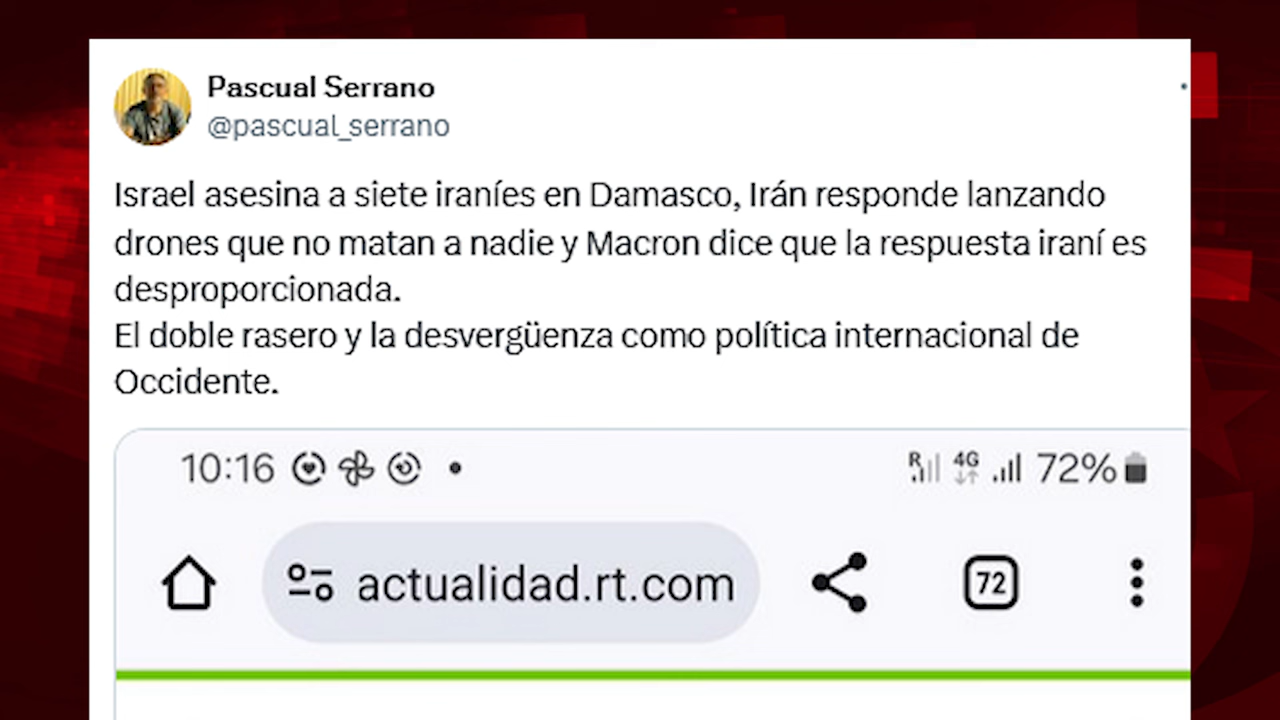 Pascual Serrano
@pascual_serrano
Israel asesina a siete iraníes en Damasco, Irán responde lanzando
drones que no matan a nadie y Macron dice que la respuesta iraní es
desproporcionada.
El doble rasero y la desvergüenza como política internacional de
Occidente.
10:16 R 4G 72%
actualidad.rt.com 72